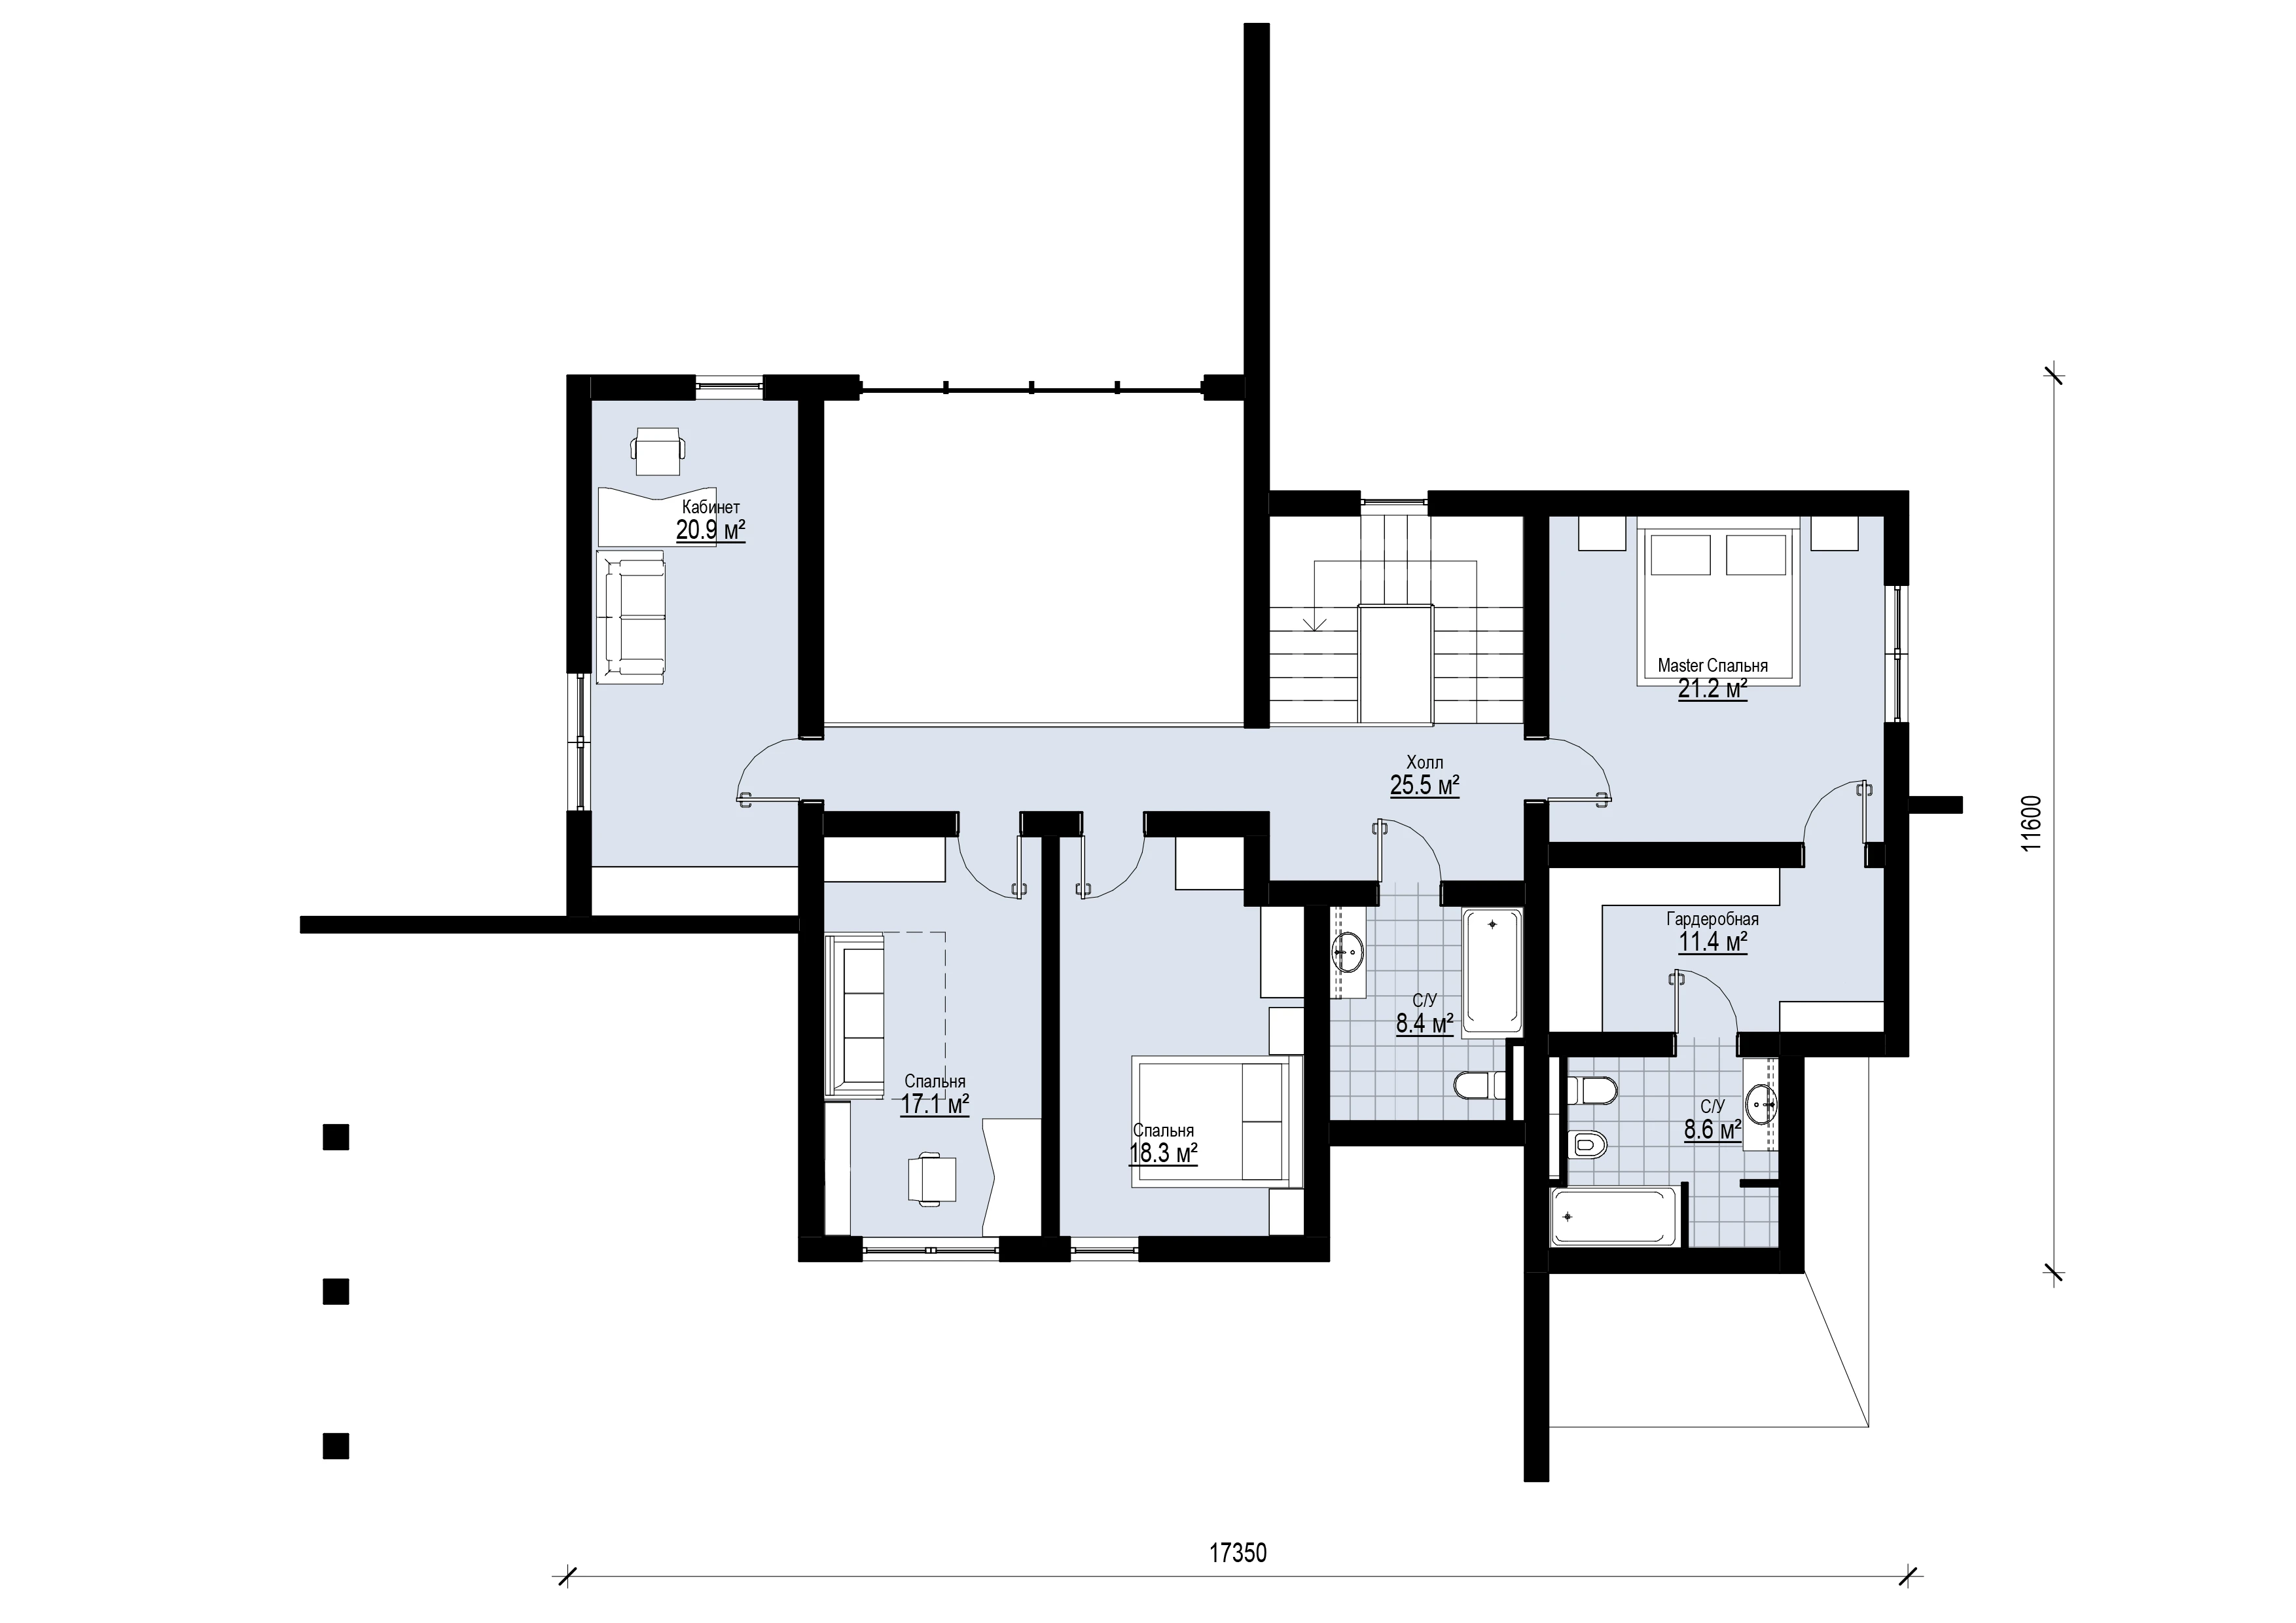 Кабинет
20.9 м²
Master Спальня
21.2 м²
Холл
25.5 м²
11600
Гардеробная
11.4 м²
С/У
8.4 м²
Спальня
17.1 м²
Спальня
18.3 м²
С/У
8.6 м²
17350